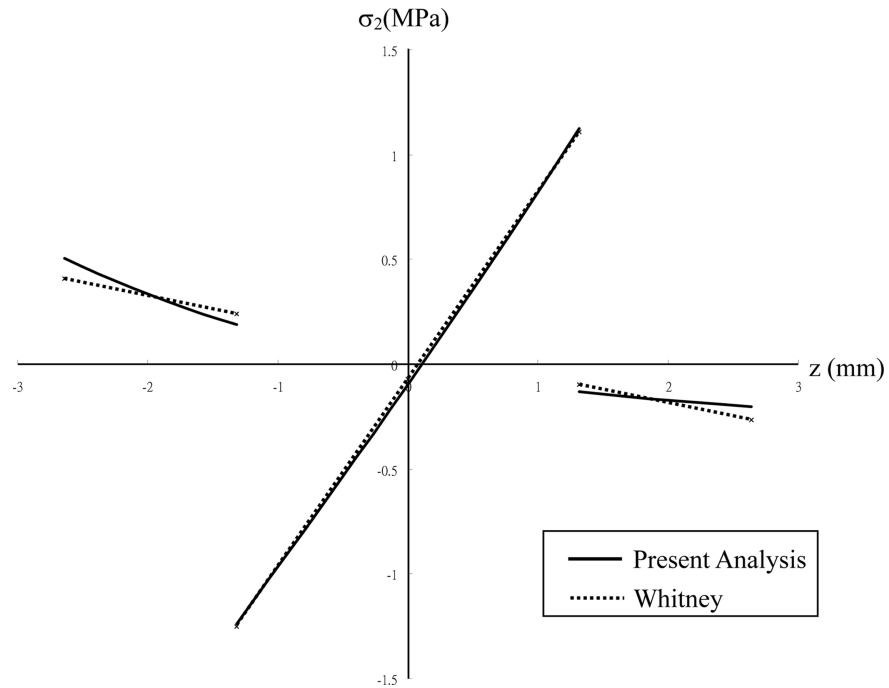 σ₂(MPa)
1.5
1
0.5
0
-3 -2 -1 0 1 2 3 z (mm)
-0.5
-1
-1.5
Present Analysis
Whitney